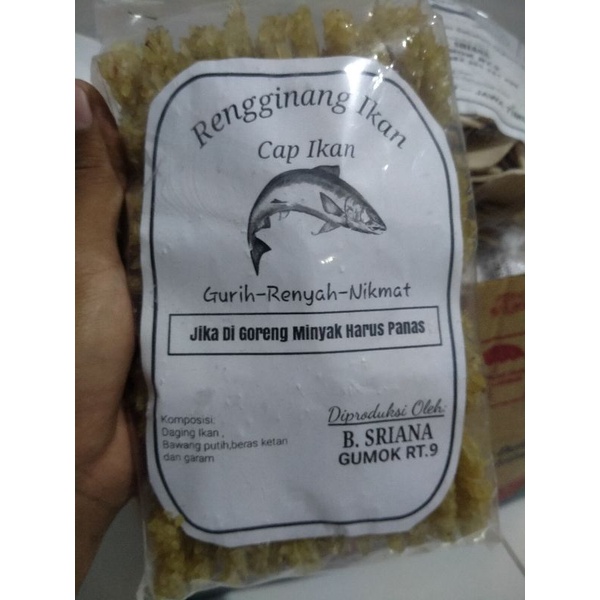 Rengginang Ikan
Cap Ikan
Gurih-Renyah-Nikmat
Jika Di Goreng Minyak Harus Panas
Komposisi:
Daging Ikan ,
Bawang putih,beras ketan
dan garam
Diproduksi Oleh:
B. SRIANA
GUMOK RT.9